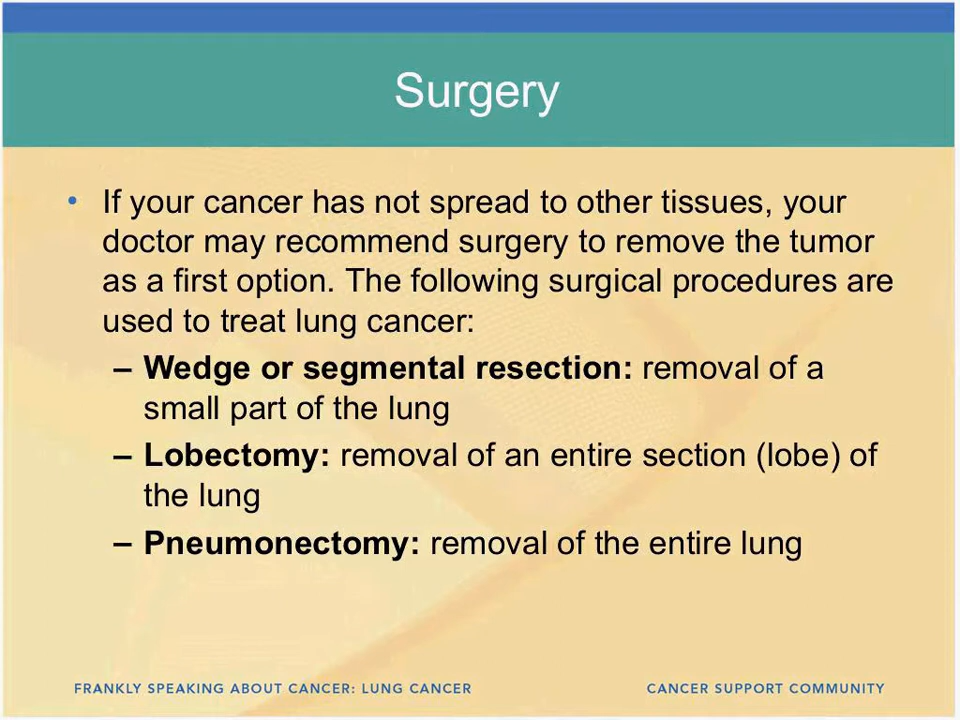 Surgery
• If your cancer has not spread to other tissues, your
doctor may recommend surgery to remove the tumor
as a first option. The following surgical procedures are
used to treat lung cancer:
– Wedge or segmental resection: removal of a
small part of the lung
– Lobectomy: removal of an entire section (lobe) of
the lung
– Pneumonectomy: removal of the entire lung
FRANKLY SPEAKING ABOUT CANCER: LUNG CANCER
CANCER SUPPORT COMMUNITY